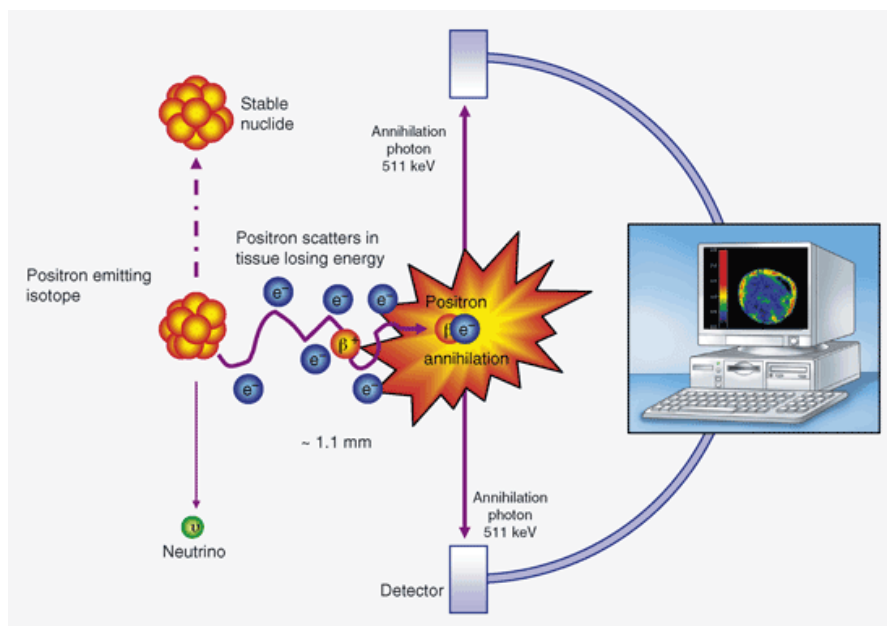 Stable
nuclide
Annihilation
photon
511 keV
Positron scatters in
tissue losing energy
Positron emitting
isotope
e⁻
e⁻
e⁻
Positron
β e⁻
β⁺
annihilation
e⁻
e⁻
e⁻
~ 1.1 mm
Annihilation
photon
511 keV
υ
Neutrino
Detector